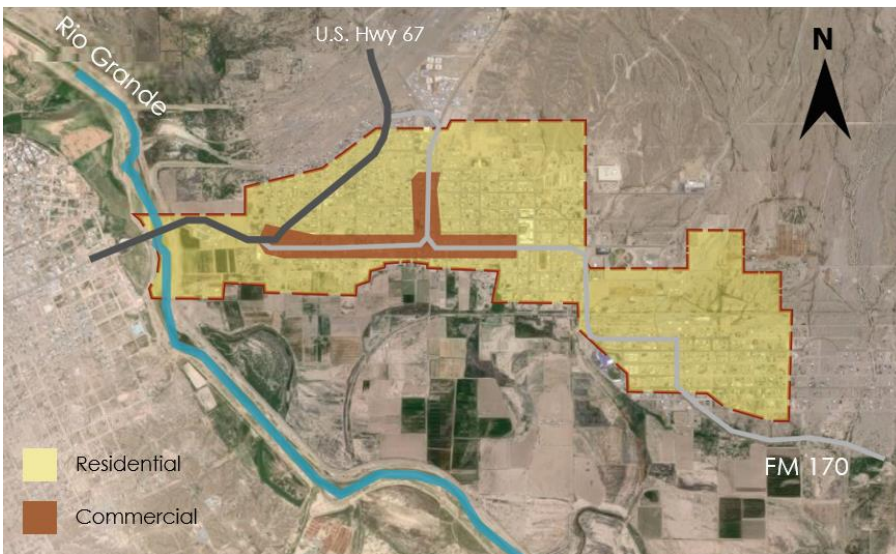 Rio Grande
U.S. Hwy 67
N
FM 170
Residential
Commercial